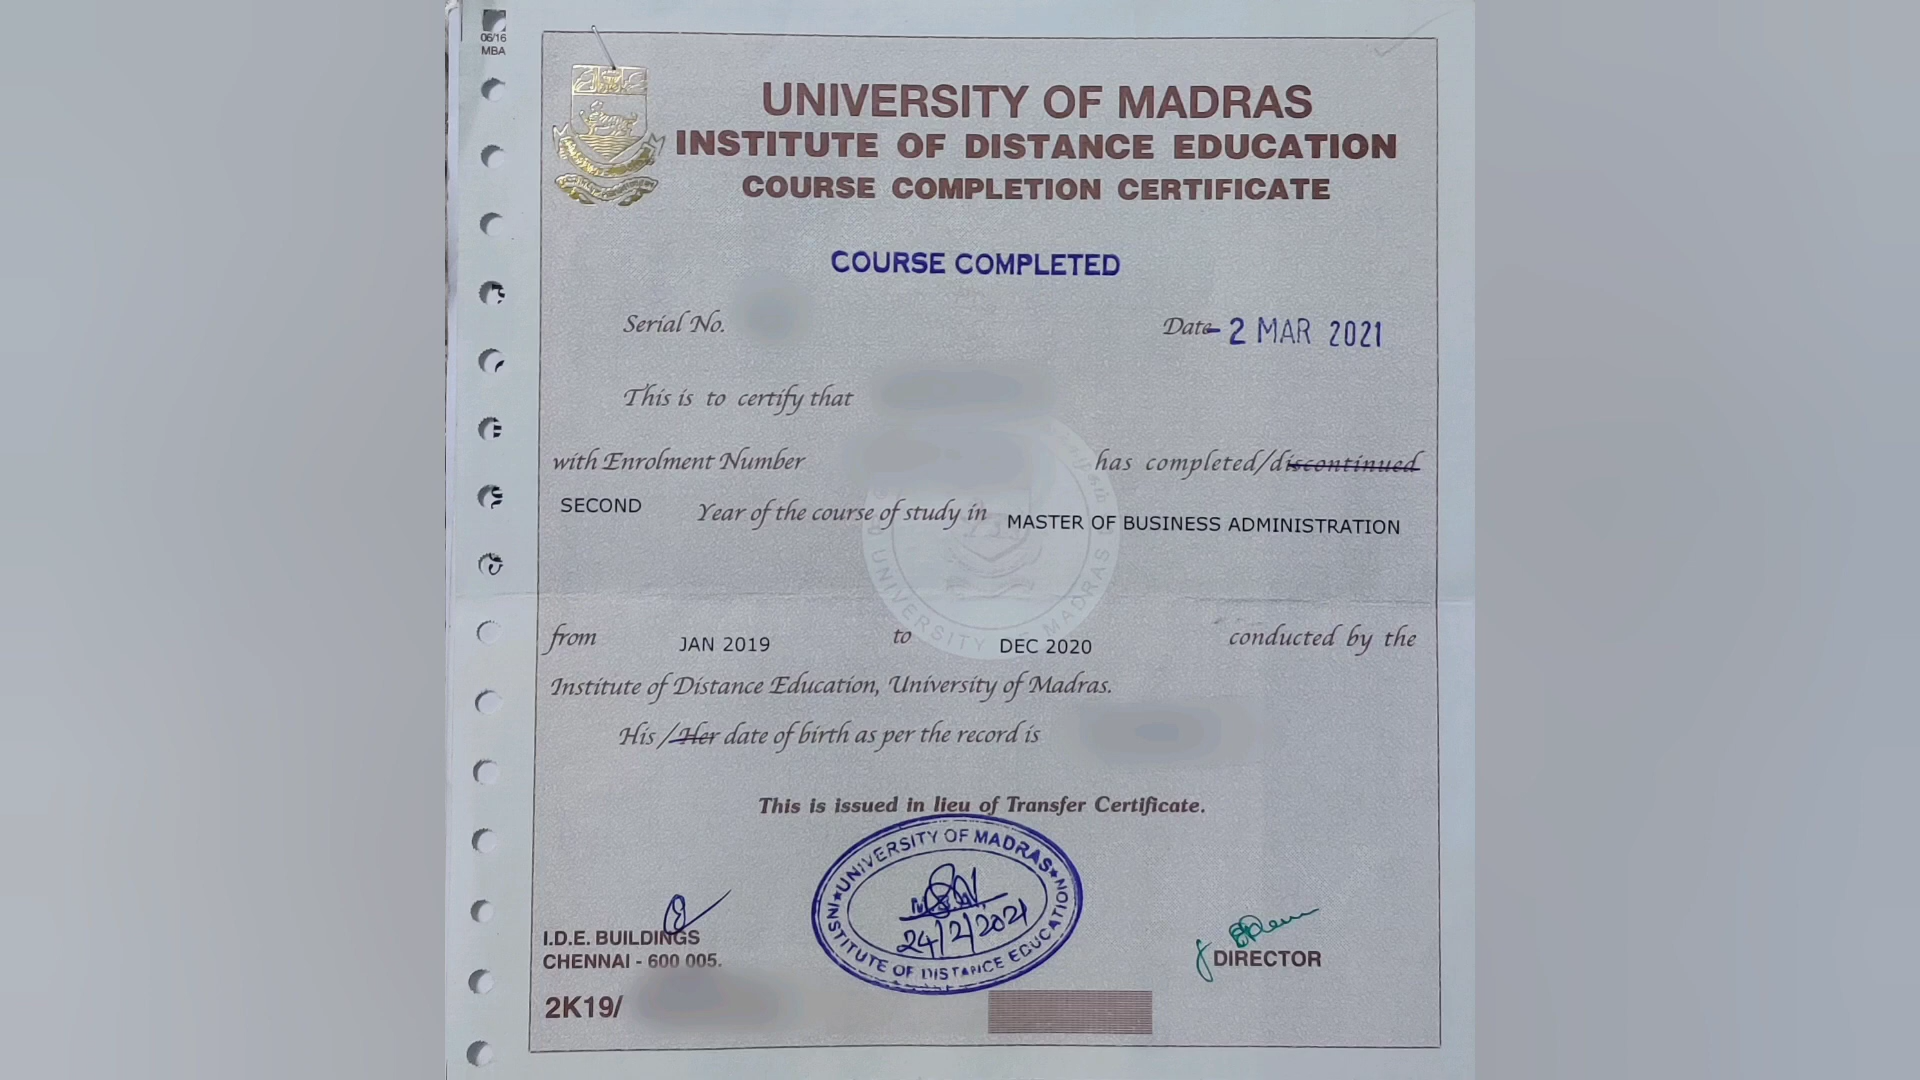 06/16
MBA
UNIVERSITY OF MADRAS
INSTITUTE OF DISTANCE EDUCATION
COURSE COMPLETION CERTIFICATE
COURSE COMPLETED
Serial No.
Date - 2 MAR 2021
This is to certify that
with Enrolment Number has completed/discontinued
SECOND Year of the course of study in MASTER OF BUSINESS ADMINISTRATION
UNIVERSITY MADRAS
from JAN 2019 to DEC 2020 conducted by the
Institute of Distance Education, University of Madras.
His / Her date of birth as per the record is
This is issued in lieu of Transfer Certificate.
UNIVERSITY OF MADRAS
INSTITUTE OF DISTANCE EDUCATION
24/2/2021
I.D.E. BUILDINGS
CHENNAI - 600 005.
DIRECTOR
2K19/